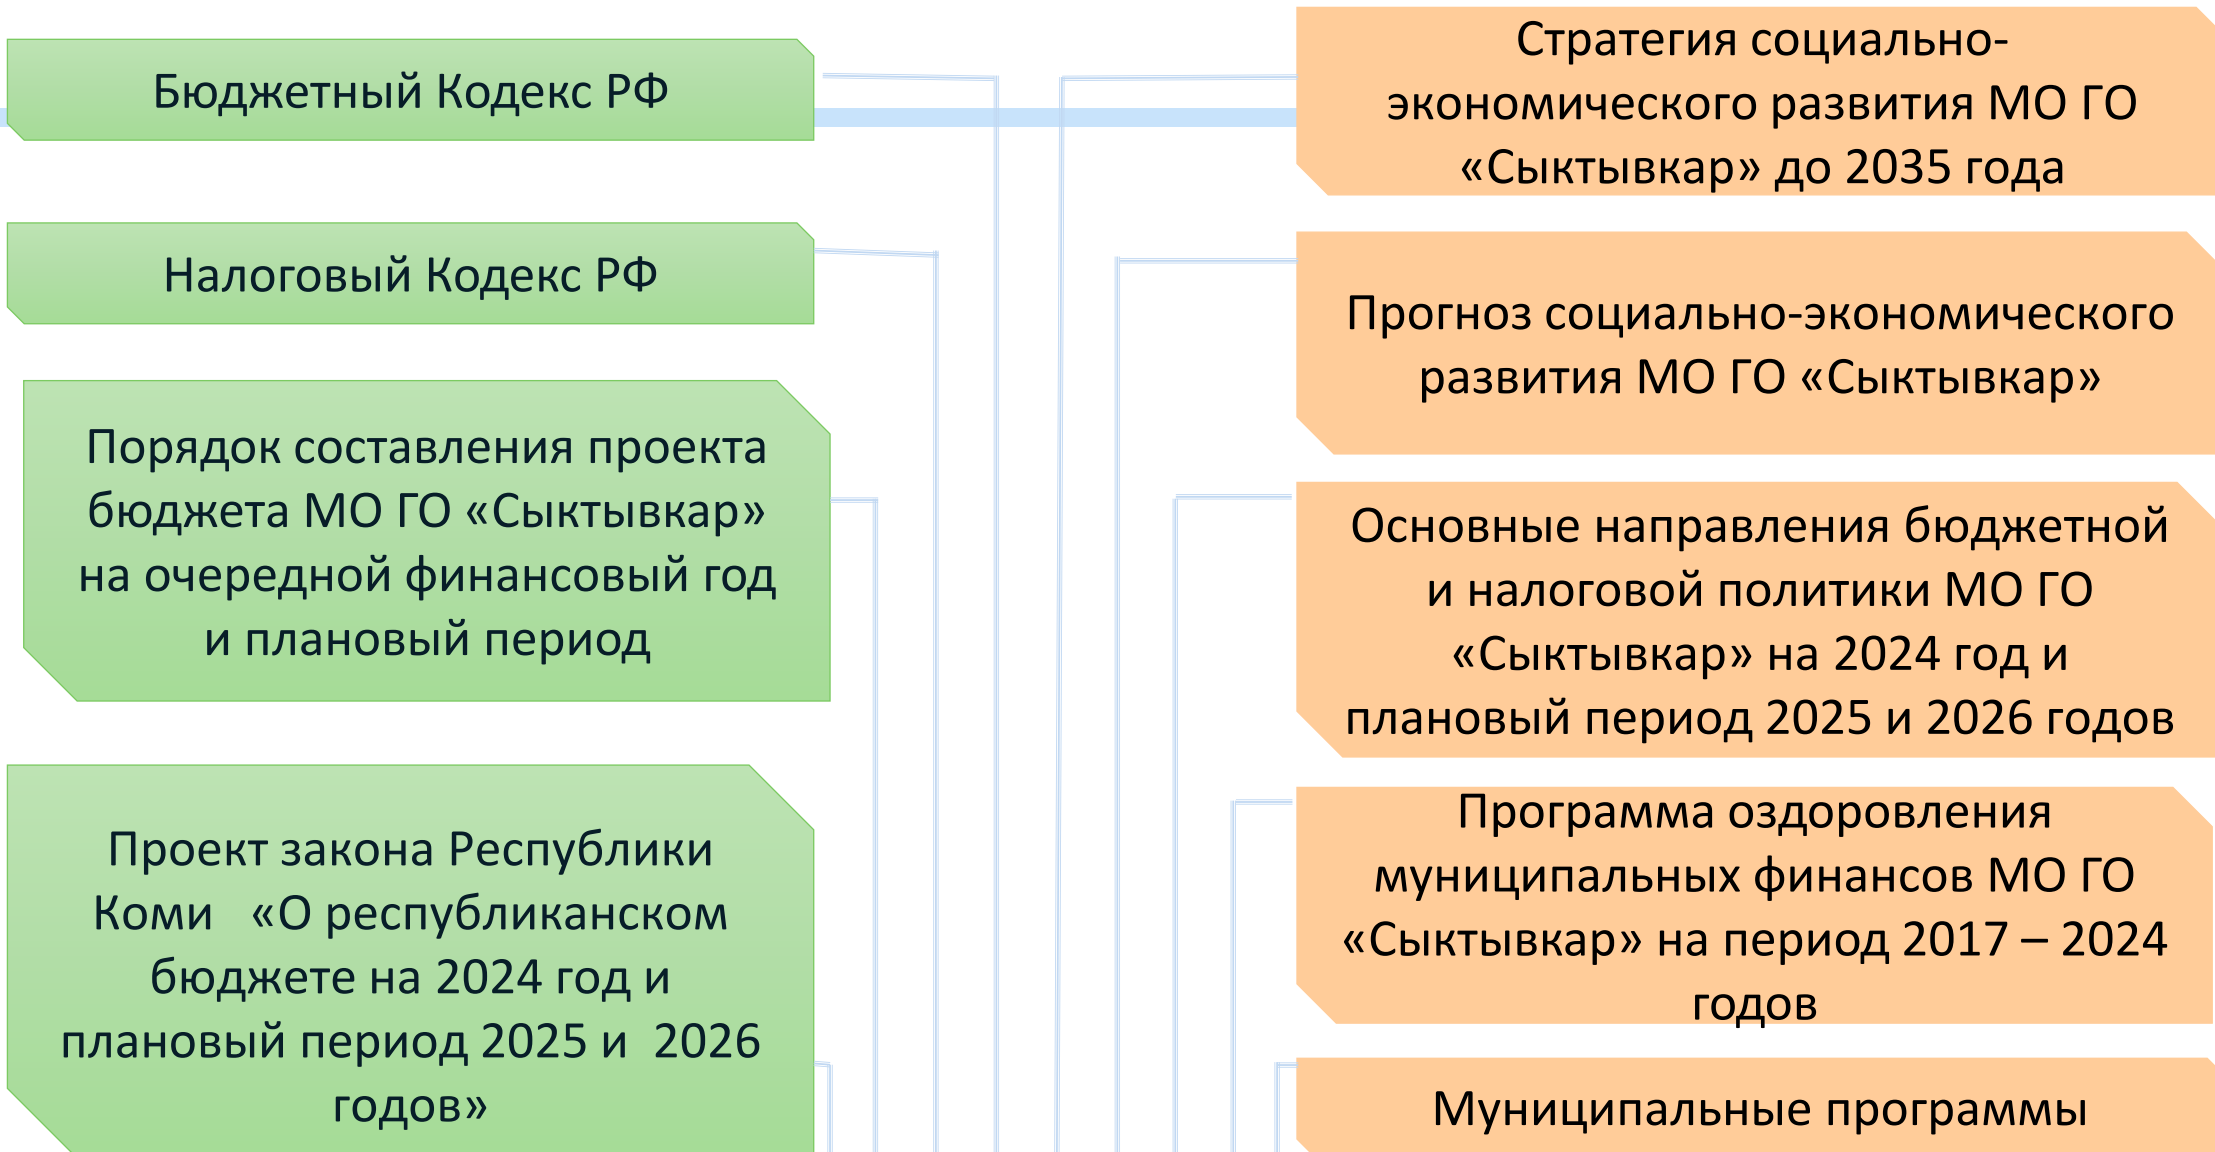 Бюджетный Кодекс РФ
Налоговый Кодекс РФ
Порядок составления проекта
бюджета МО ГО «Сыктывкар»
на очередной финансовый год
и плановый период
Проект закона Республики
Коми «О республиканском
бюджете на 2024 год и
плановый период 2025 и 2026
годов»
Стратегия социально-
экономического развития МО ГО
«Сыктывкар» до 2035 года
Прогноз социально-экономического
развития МО ГО «Сыктывкар»
Основные направления бюджетной
и налоговой политики МО ГО
«Сыктывкар» на 2024 год и
плановый период 2025 и 2026 годов
Программа оздоровления
муниципальных финансов МО ГО
«Сыктывкар» на период 2017 – 2024
годов
Муниципальные программы